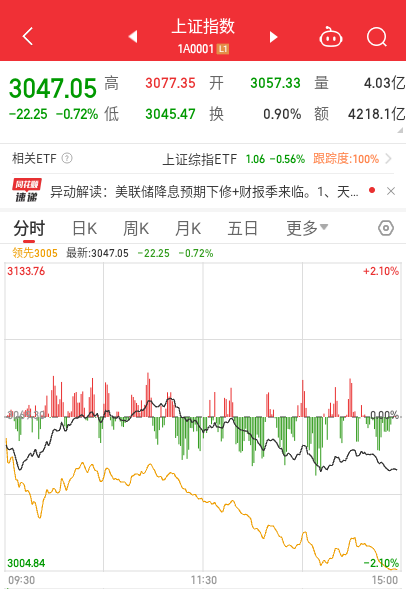 上证指数
1A0001 L1
3047.05 高 3077.35 开 3057.33 量 4.03亿
-22.25 -0.72% 低 3045.47 换 0.90% 额 4218.1亿
相关ETF ? 上证综指ETF 1.06 -0.56% 跟踪度:100%
同花顺 速递 异动解读：美联储降息预期下修+财报季来临。1、天...
分时 日K 周K 月K 五日 更多
领先3005 最新:3047.05 -22.25 -0.72%
3133.76 +2.10%
0.00%
3004.84 -2.10%
09:30 11:30 15:00